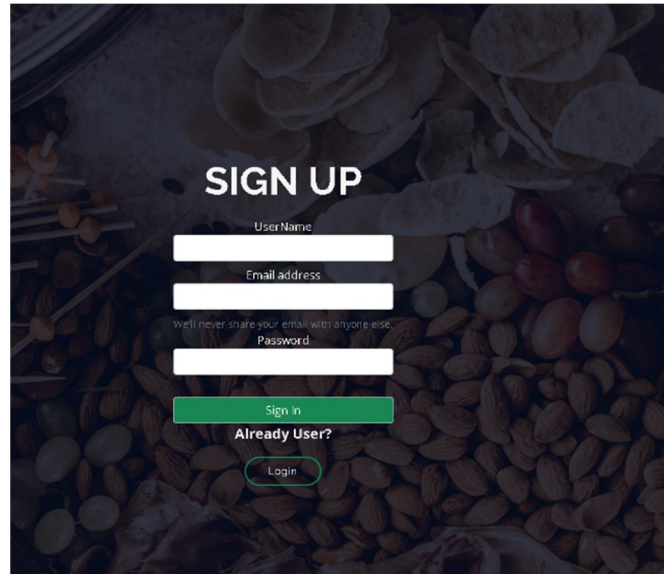 SIGN UP
UserName
Email address
We'll never share your email with anyone else.
Password
Sign In
Already User?
Login